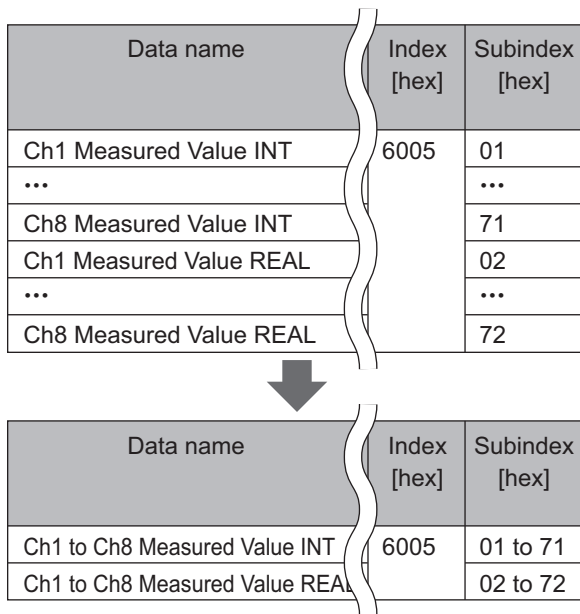 Data name Index Subindex
[hex] [hex]
Ch1 Measured Value INT 6005 01
••• •••
Ch8 Measured Value INT 71
Ch1 Measured Value REAL 02
••• •••
Ch8 Measured Value REAL 72
Data name Index Subindex
[hex] [hex]
Ch1 to Ch8 Measured Value INT 6005 01 to 71
Ch1 to Ch8 Measured Value REAL 02 to 72